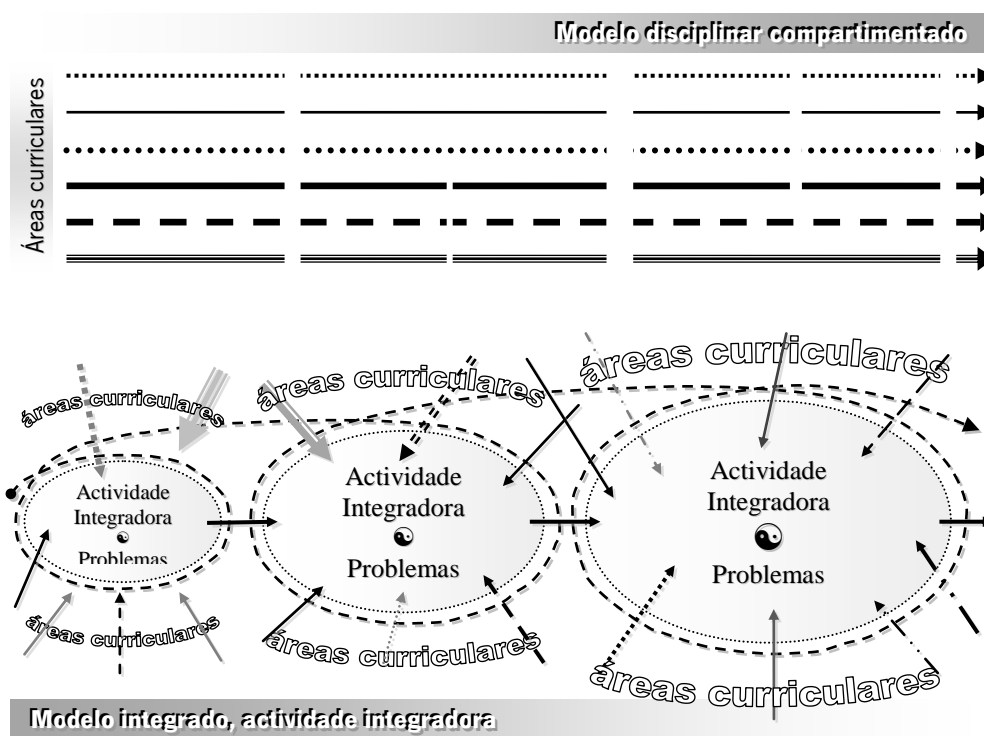 Modelo disciplinar compartimentado
Áreas curriculares
áreas curriculares
áreas curriculares
áreas curriculares
Actividade
Integradora
Problemas
Actividade
Integradora
Problemas
Actividade
Integradora
Problemas
áreas curriculares
áreas curriculares
áreas curriculares
Modelo integrado, actividade integradora